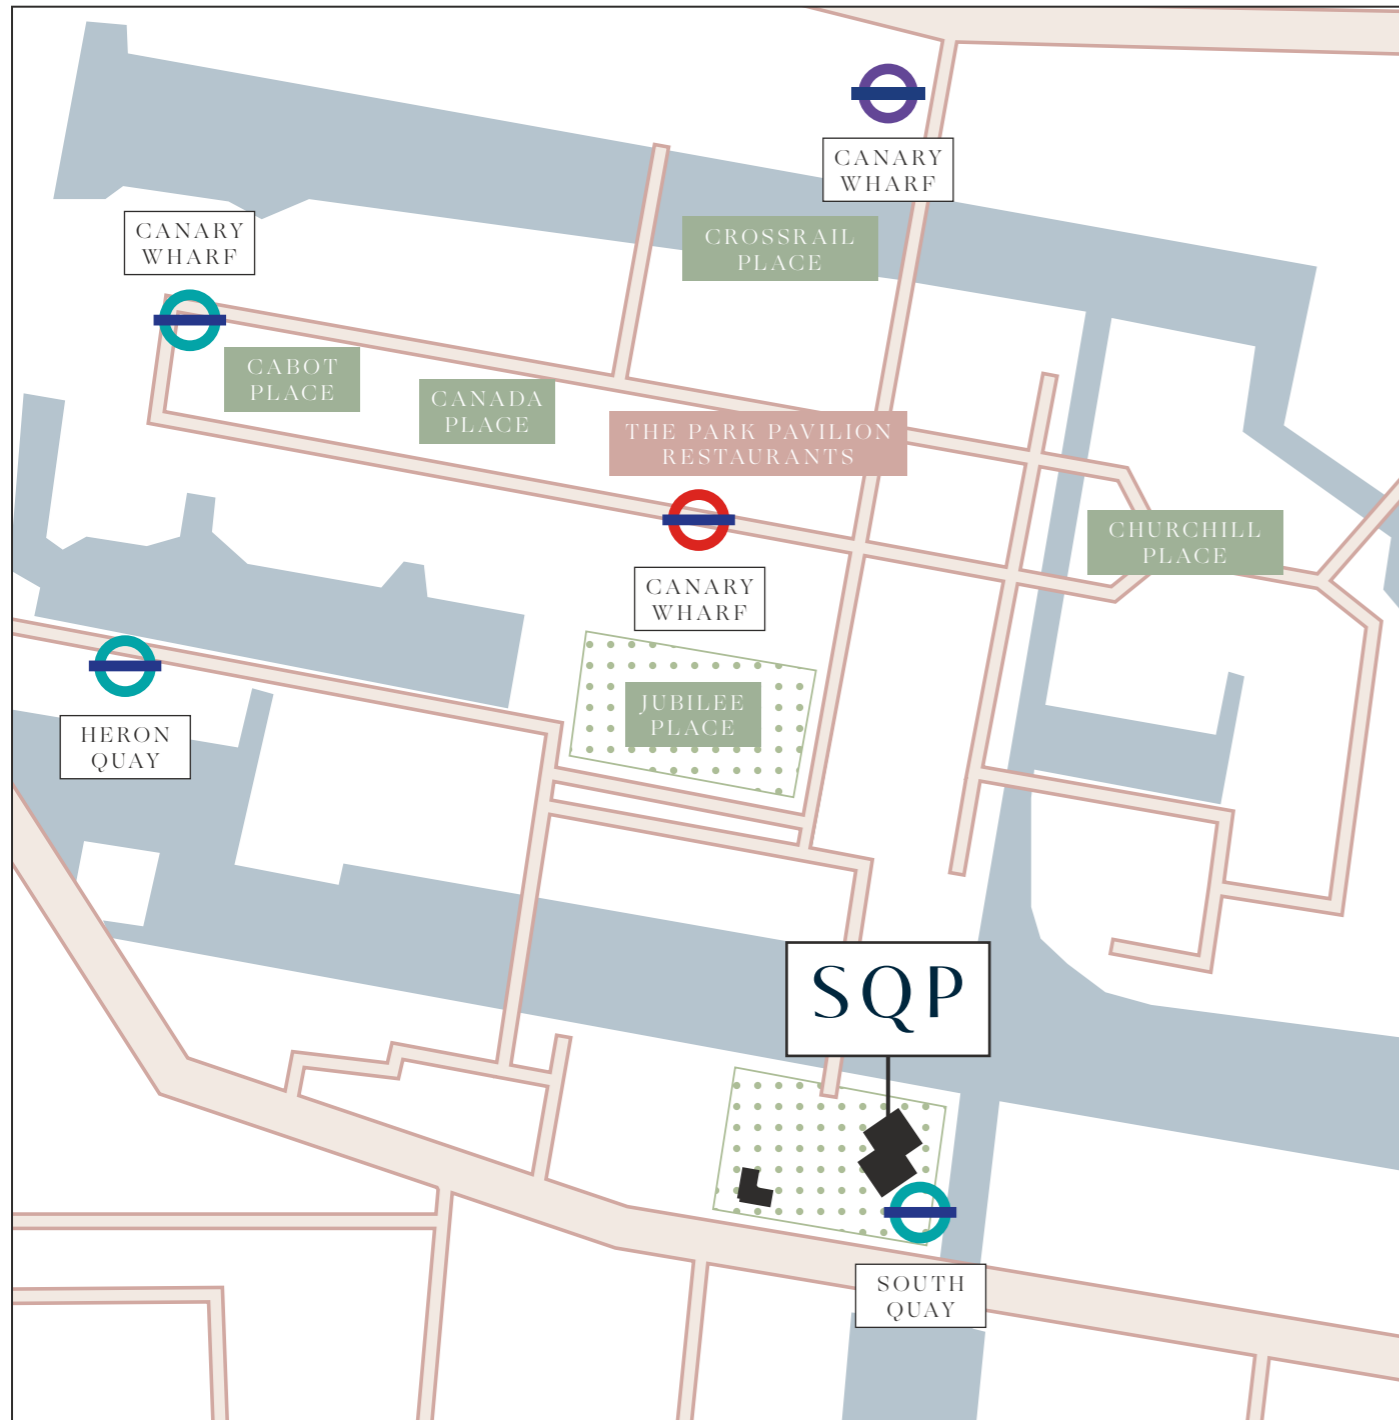 CANARY
WHARF
CANARY
WHARF
CROSSRAIL
PLACE
CABOT
PLACE
CANADA
PLACE
THE PARK PAVILION
RESTAURANTS
CHURCHILL
PLACE
CANARY
WHARF
JUBILEE
PLACE
HERON
QUAY
SQP
SOUTH
QUAY